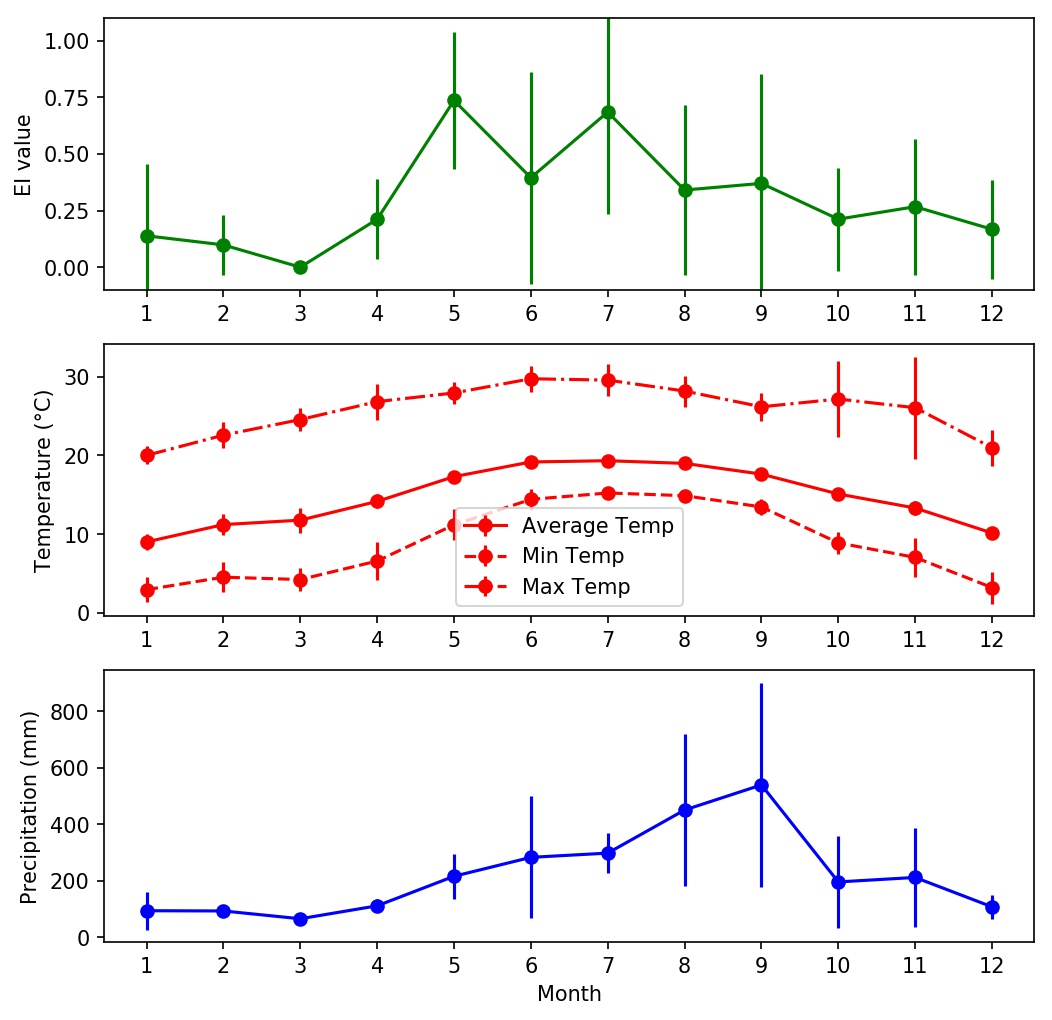 1.00
0.75
0.50
0.25
0.00
EI value
1 2 3 4 5 6 7 8 9 10 11 12
30
20
10
0
Temperature (°C)
Average Temp
Min Temp
Max Temp
1 2 3 4 5 6 7 8 9 10 11 12
800
600
400
200
0
Precipitation (mm)
1 2 3 4 5 6 7 8 9 10 11 12
Month